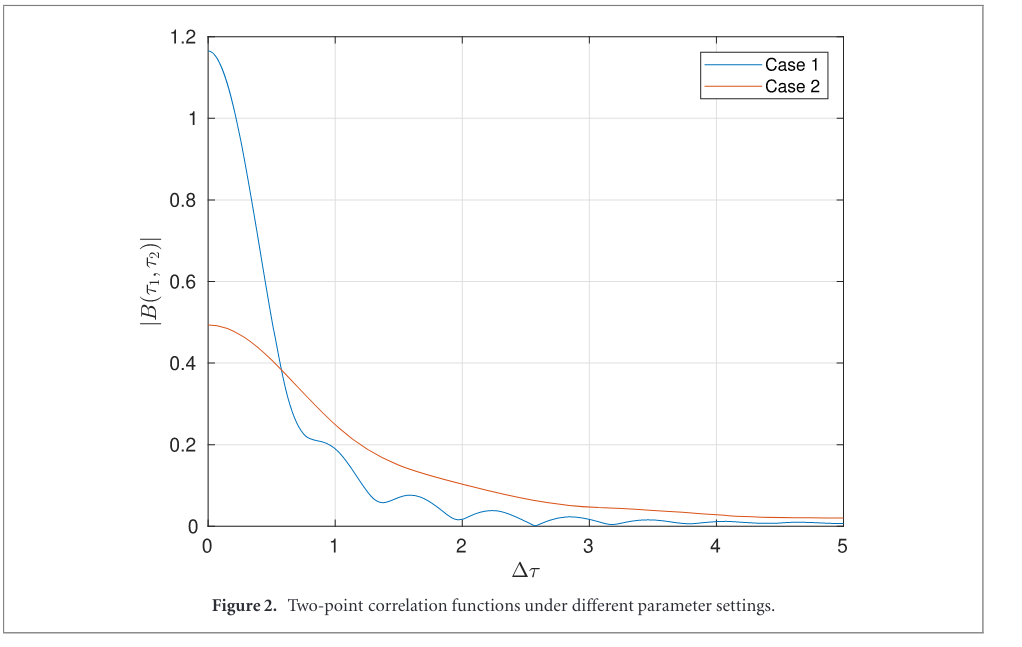 1.2
1
0.8
0.6
0.4
0.2
0
|B(τ₁, τ₂)|
Case 1
Case 2
0 1 2 3 4 5
Δτ
Figure 2. Two-point correlation functions under different parameter settings.